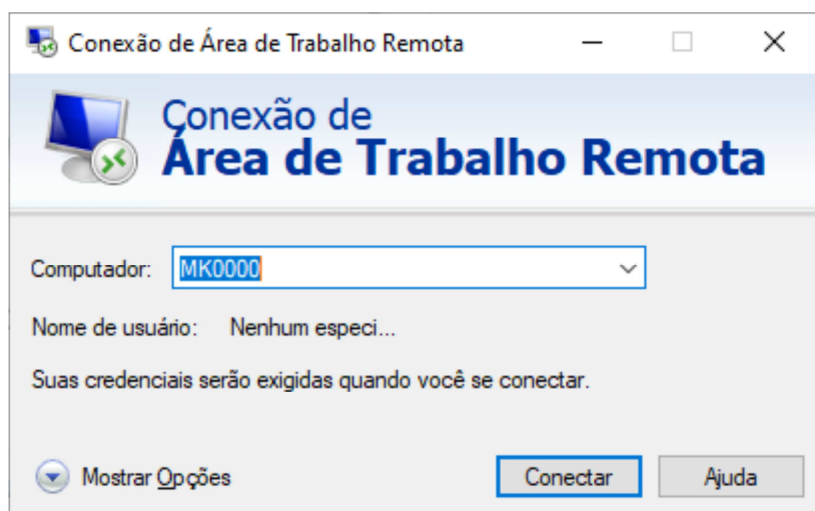 Conexão de Área de Trabalho Remota
Conexão de
Área de Trabalho Remota
Computador: MK0000
Nome de usuário: Nenhum especi...
Suas credenciais serão exigidas quando você se conectar.
Mostrar Opções Conectar Ajuda